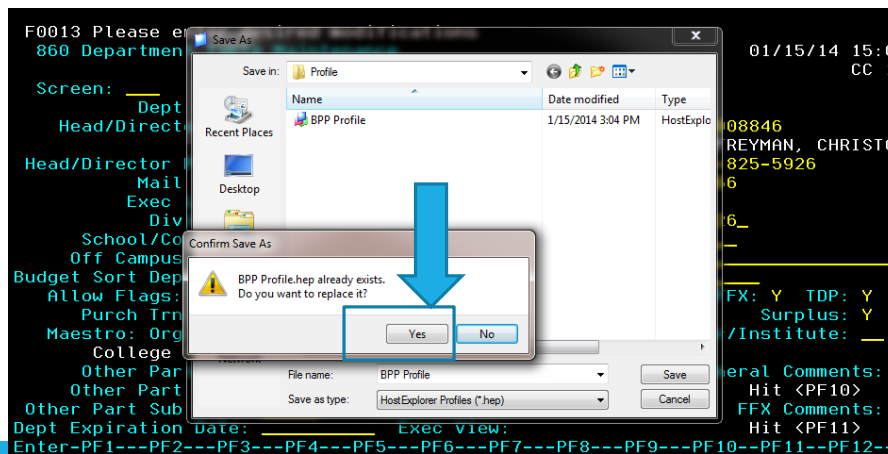 F0013 Please e
860 Departmen
01/15/14 15:0
CC
Screen:
Dept
Head/Direct
08846
REYMAN, CHRIST
Head/Director
825-5926
Mail
6
Exec
Div
6_
School/Co
Off Campus
Budget Sort Dep
Allow Flags:
FX: Y TDP: Y
Purch Trn
Surplus: Y
Maestro: Org
/Institute:
College
Other Par
eral Comments:
Other Part
Hit <PF10>
Other Part Sub
FFX Comments:
Dept Expiration Date: Exec View:
Hit <PF11>
Enter-PF1---PF2---PF3---PF4---PF5---PF6---PF7---PF8---PF9---PF10--PF11--PF12--
Save As
Save in: Profile
Name Date modified Type
BPP Profile 1/15/2014 3:04 PM HostExplo
Recent Places
Desktop
Confirm Save As
BPP Profile.hep already exists.
Do you want to replace it?
Yes No
File name: BPP Profile Save
Save as type: HostExplorer Profiles (*.hep) Cancel